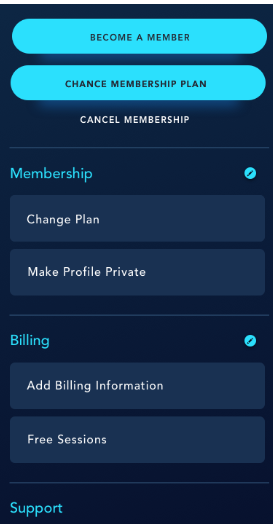 BECOME A MEMBER
CHANCE MEMBERSHIP PLAN
CANCEL MEMBERSHIP
Membership
Change Plan
Make Profile Private
Billing
Add Billing Information
Free Sessions
Support